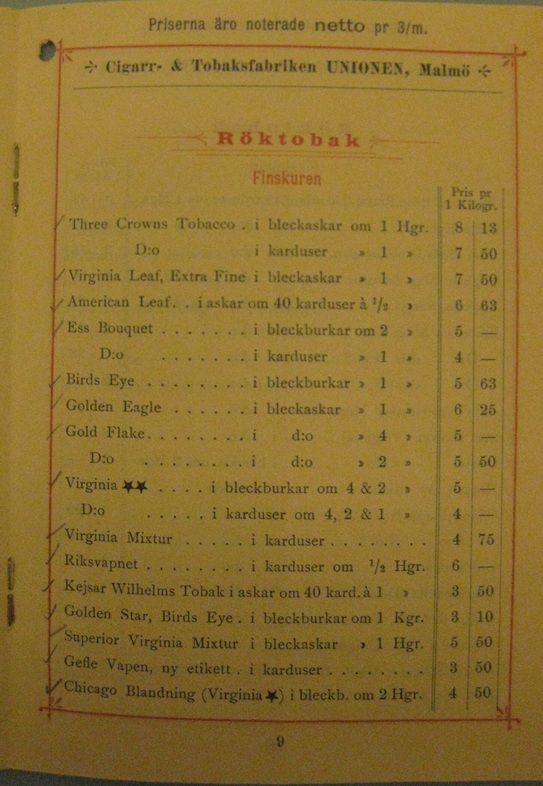 Priserna äro noterade netto pr 3/m.
Cigarr- & Tobaksfabriken UNIONEN, Malmö
Röktobak
Finskuren
Pris pr
1 Kilogr.
Three Crowns Tobacco . i bleckaskar om 1 Hgr. 8 13
D:o i karduser » 1 » 7 50
Virginia Leaf, Extra Fine i bleckaskar » 1 » 7 50
American Leaf. . i askar om 40 karduser à 1/2 » 6 63
Ess Bouquet . . . . i bleckburkar om 2 » 5 —
D:o . . . . . . . i karduser » 1 » 4 —
Birds Eye . . . . . . . . i bleckburkar » 1 » 5 63
Golden Eagle . . . . . . i bleckaskar » 1 » 6 25
Gold Flake. . . . . . . . i d:o » 4 » 5 —
D:o . . . . . . . . i d:o » 2 » 5 50
Virginia ★★ . . . . i bleckburkar om 4 & 2 » 5 —
D:o . . . . . i karduser om 4, 2 & 1 » 4 —
Virginia Mixtur . . . . . . i karduser . . . . . . . . 4 75
Riksvapnet . . . . . . . . i karduser om 1/2 Hgr. 6 —
Kejsar Wilhelms Tobak i askar om 40 kard. à 1 » 3 50
Golden Star, Birds Eye . i bleckburkar om 1 Kgr. 3 10
Superior Virginia Mixtur i bleckaskar » 1 Hgr. 5 50
Gefle Vapen, ny etikett . i karduser . . . . . . . . 3 50
Chicago Blandning (Virginia ★) i bleckb. om 2 Hgr. 4 50
9